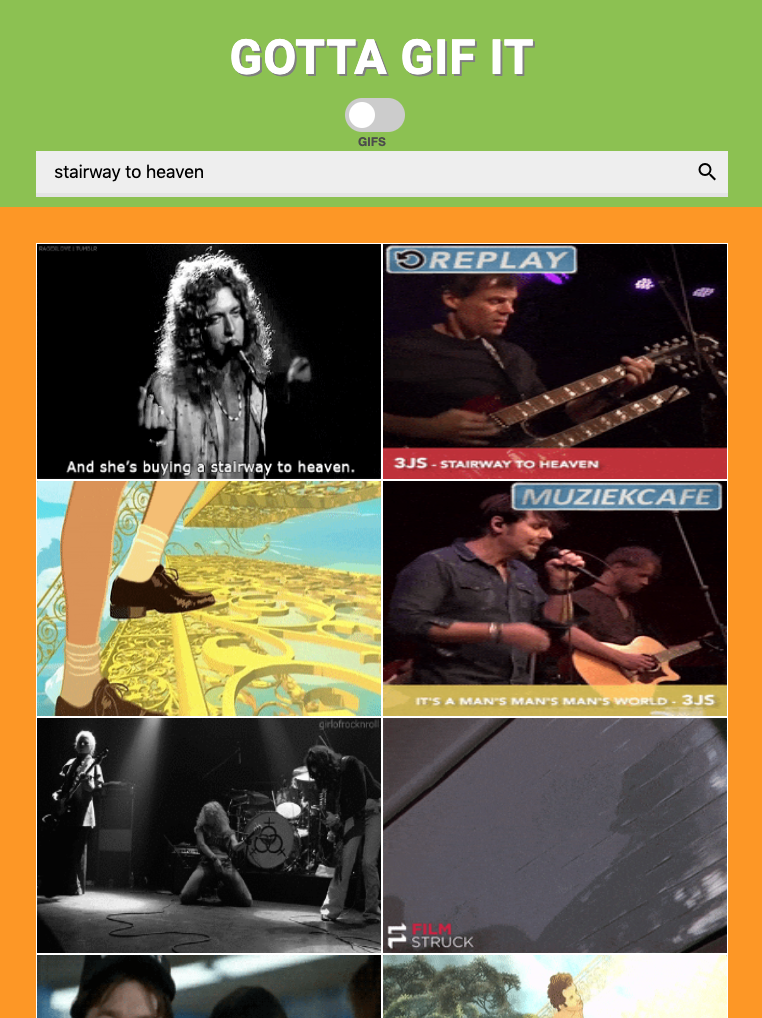 GOTTA GIF IT
GIFS
stairway to heaven
REPLAY
And she's buying a stairway to heaven.
3JS - STAIRWAY TO HEAVEN
MUZIEKCAFE
IT'S A MAN'S MAN'S MAN'S WORLD - 3JS
girlofrocknroll
FILM
STRUCK